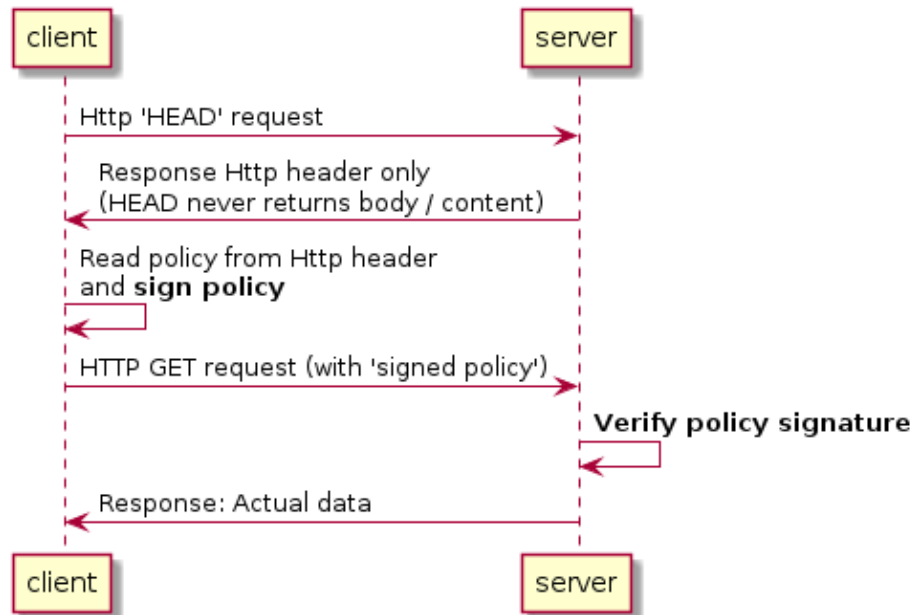 client
server
Http 'HEAD' request
Response Http header only
(HEAD never returns body / content)
Read policy from Http header
and sign policy
HTTP GET request (with 'signed policy')
Verify policy signature
Response: Actual data
client
server